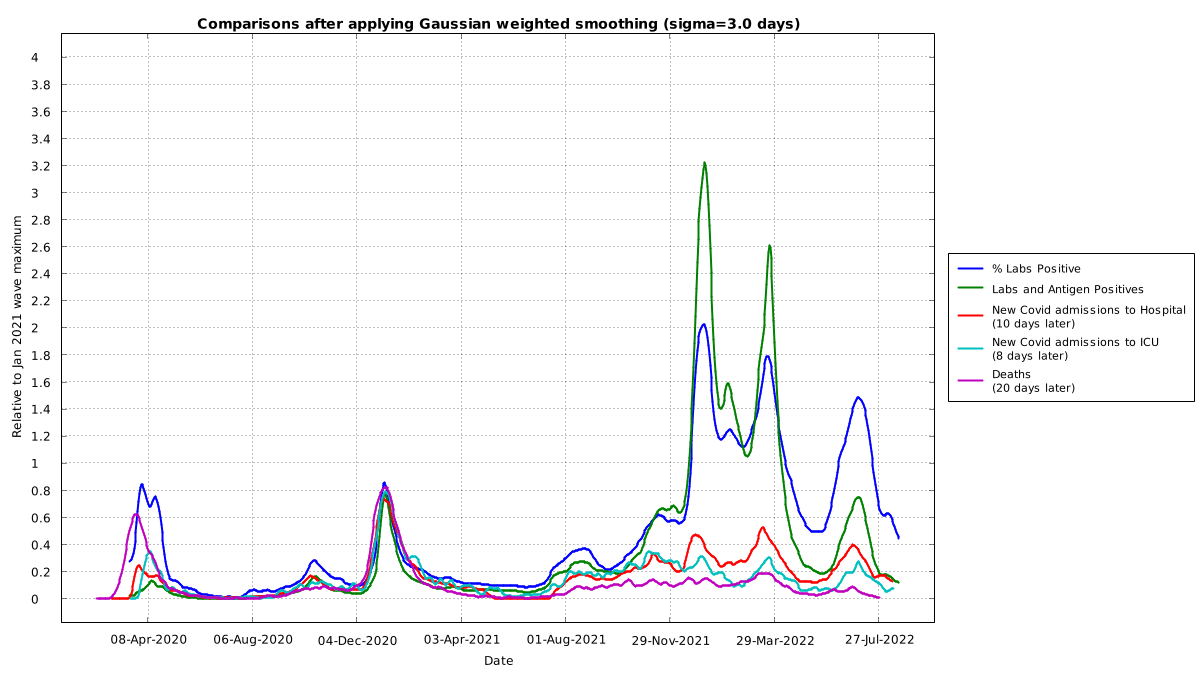 Comparisons after applying Gaussian weighted smoothing (sigma=3.0 days)
Relative to Jan 2021 wave maximum
4
3.8
3.6
3.4
3.2
3
2.8
2.6
2.4
2.2
2
1.8
1.6
1.4
1.2
1
0.8
0.6
0.4
0.2
0
08-Apr-2020 06-Aug-2020 04-Dec-2020 03-Apr-2021 01-Aug-2021 29-Nov-2021 29-Mar-2022 27-Jul-2022
Date
% Labs Positive
Labs and Antigen Positives
New Covid admissions to Hospital
(10 days later)
New Covid admissions to ICU
(8 days later)
Deaths
(20 days later)